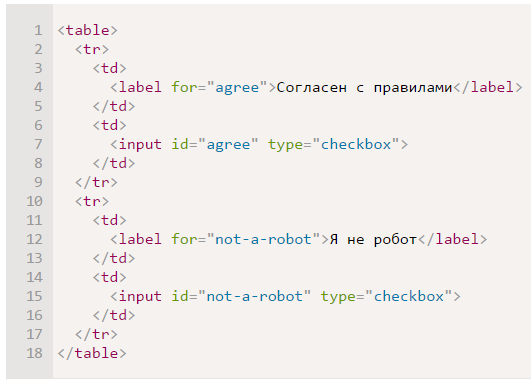 1 <table>
2   <tr>
3     <td>
4       <label for="agree">Согласен с правилами</label>
5     </td>
6     <td>
7       <input id="agree" type="checkbox">
8     </td>
9   </tr>
10   <tr>
11     <td>
12       <label for="not-a-robot">Я не робот</label>
13     </td>
14     <td>
15       <input id="not-a-robot" type="checkbox">
16     </td>
17   </tr>
18 </table>